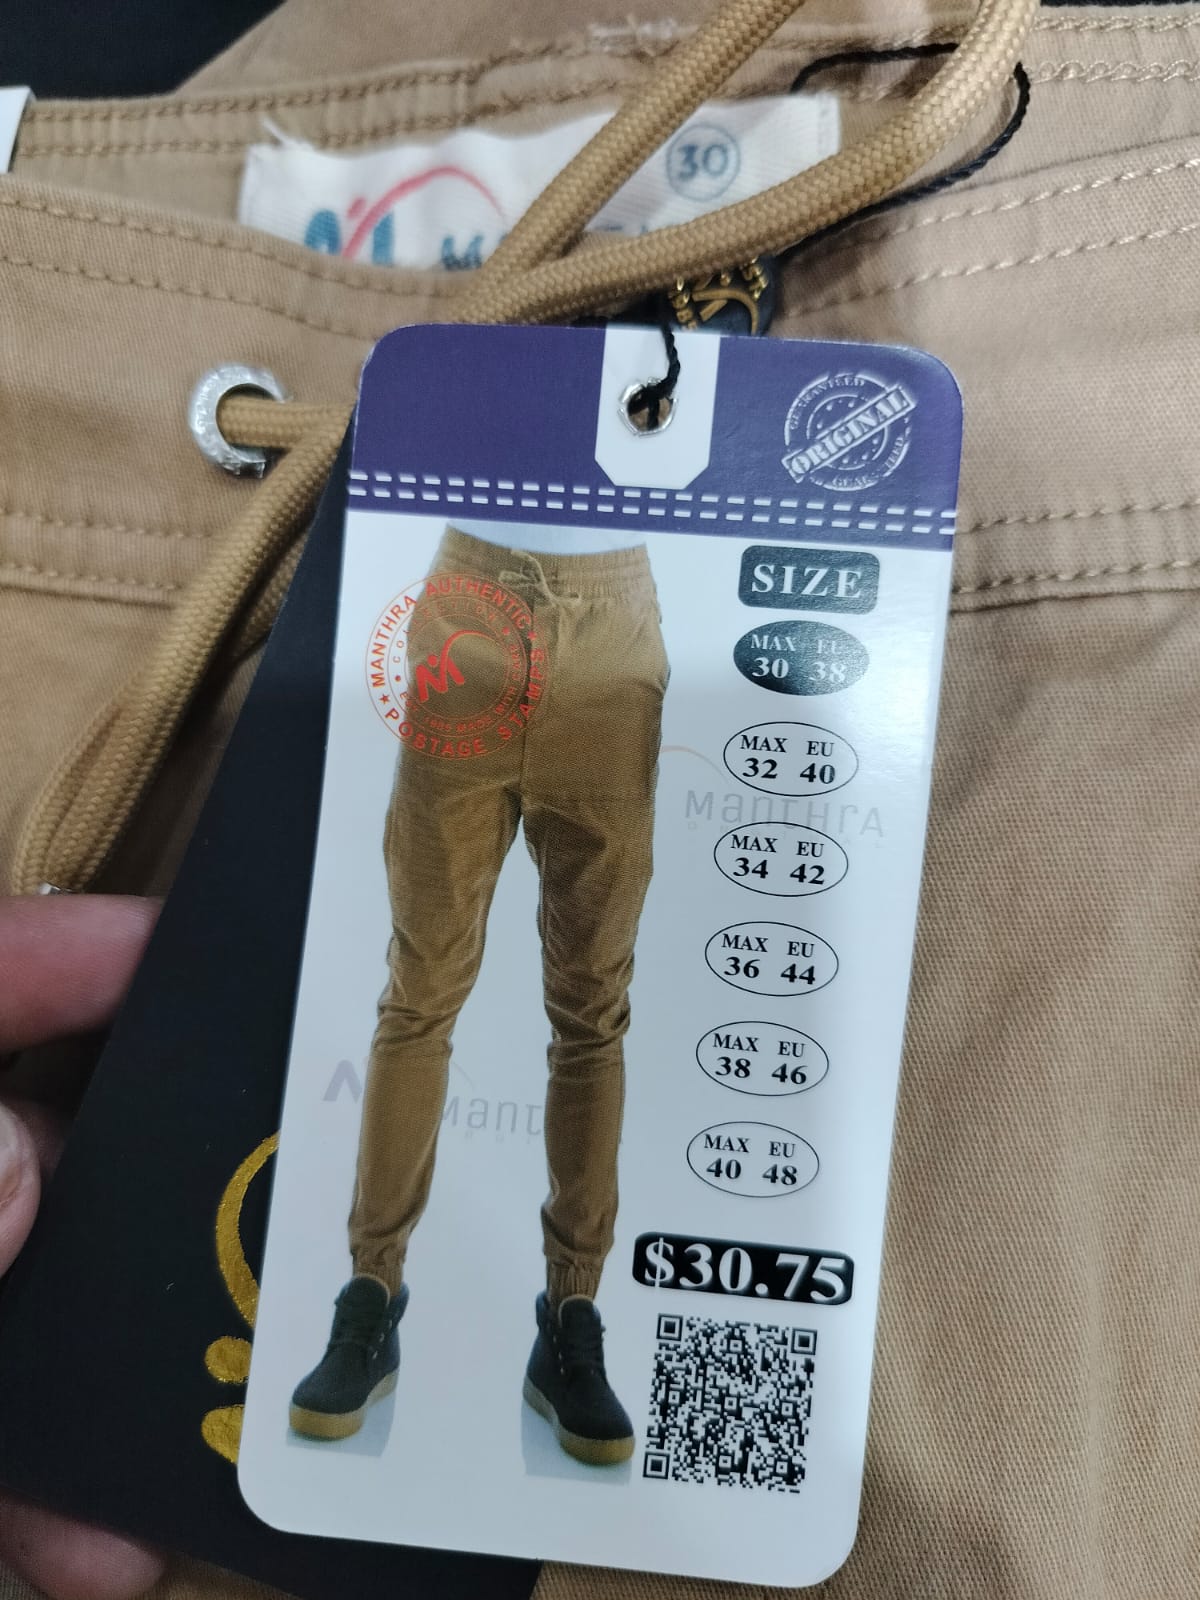 30
GUARANTEED
ORIGINAL
SIZE
MANTHRA AUTHENTIC
POSTAGE STAMPS
MAX EU
30 38
MAX EU
32 40
MANTHRA
MAX EU
34 42
MAX EU
36 44
MAX EU
38 46
MAX EU
40 48
$30.75